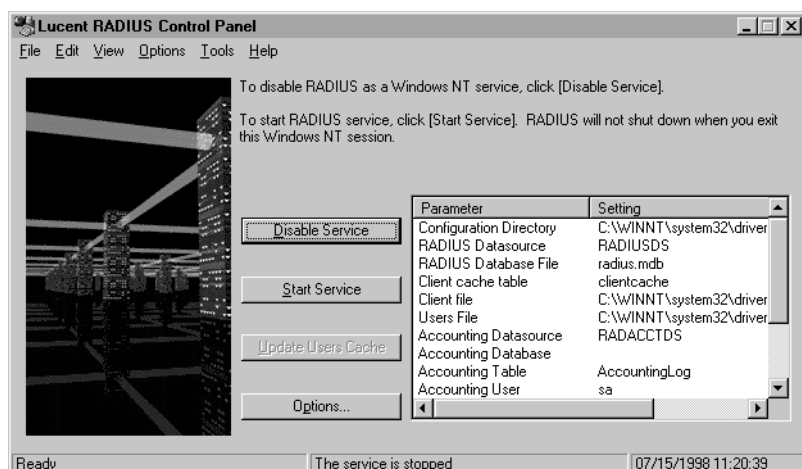 Lucent RADIUS Control Panel
File Edit View Options Tools Help
To disable RADIUS as a Windows NT service, click [Disable Service].
To start RADIUS service, click [Start Service]. RADIUS will not shut down when you exit
this Windows NT session.
Disable Service
Start Service
Update Users Cache
Options...
Parameter Setting
Configuration Directory C:\WINNT\system32\driver
RADIUS Datasource RADIUSDS
RADIUS Database File radius.mdb
Client cache table clientcache
Client file C:\WINNT\system32\driver
Users File C:\WINNT\system32\driver
Accounting Datasource RADACCTDS
Accounting Database
Accounting Table AccountingLog
Accounting User sa
Ready The service is stopped 07/15/1998 11:20:39